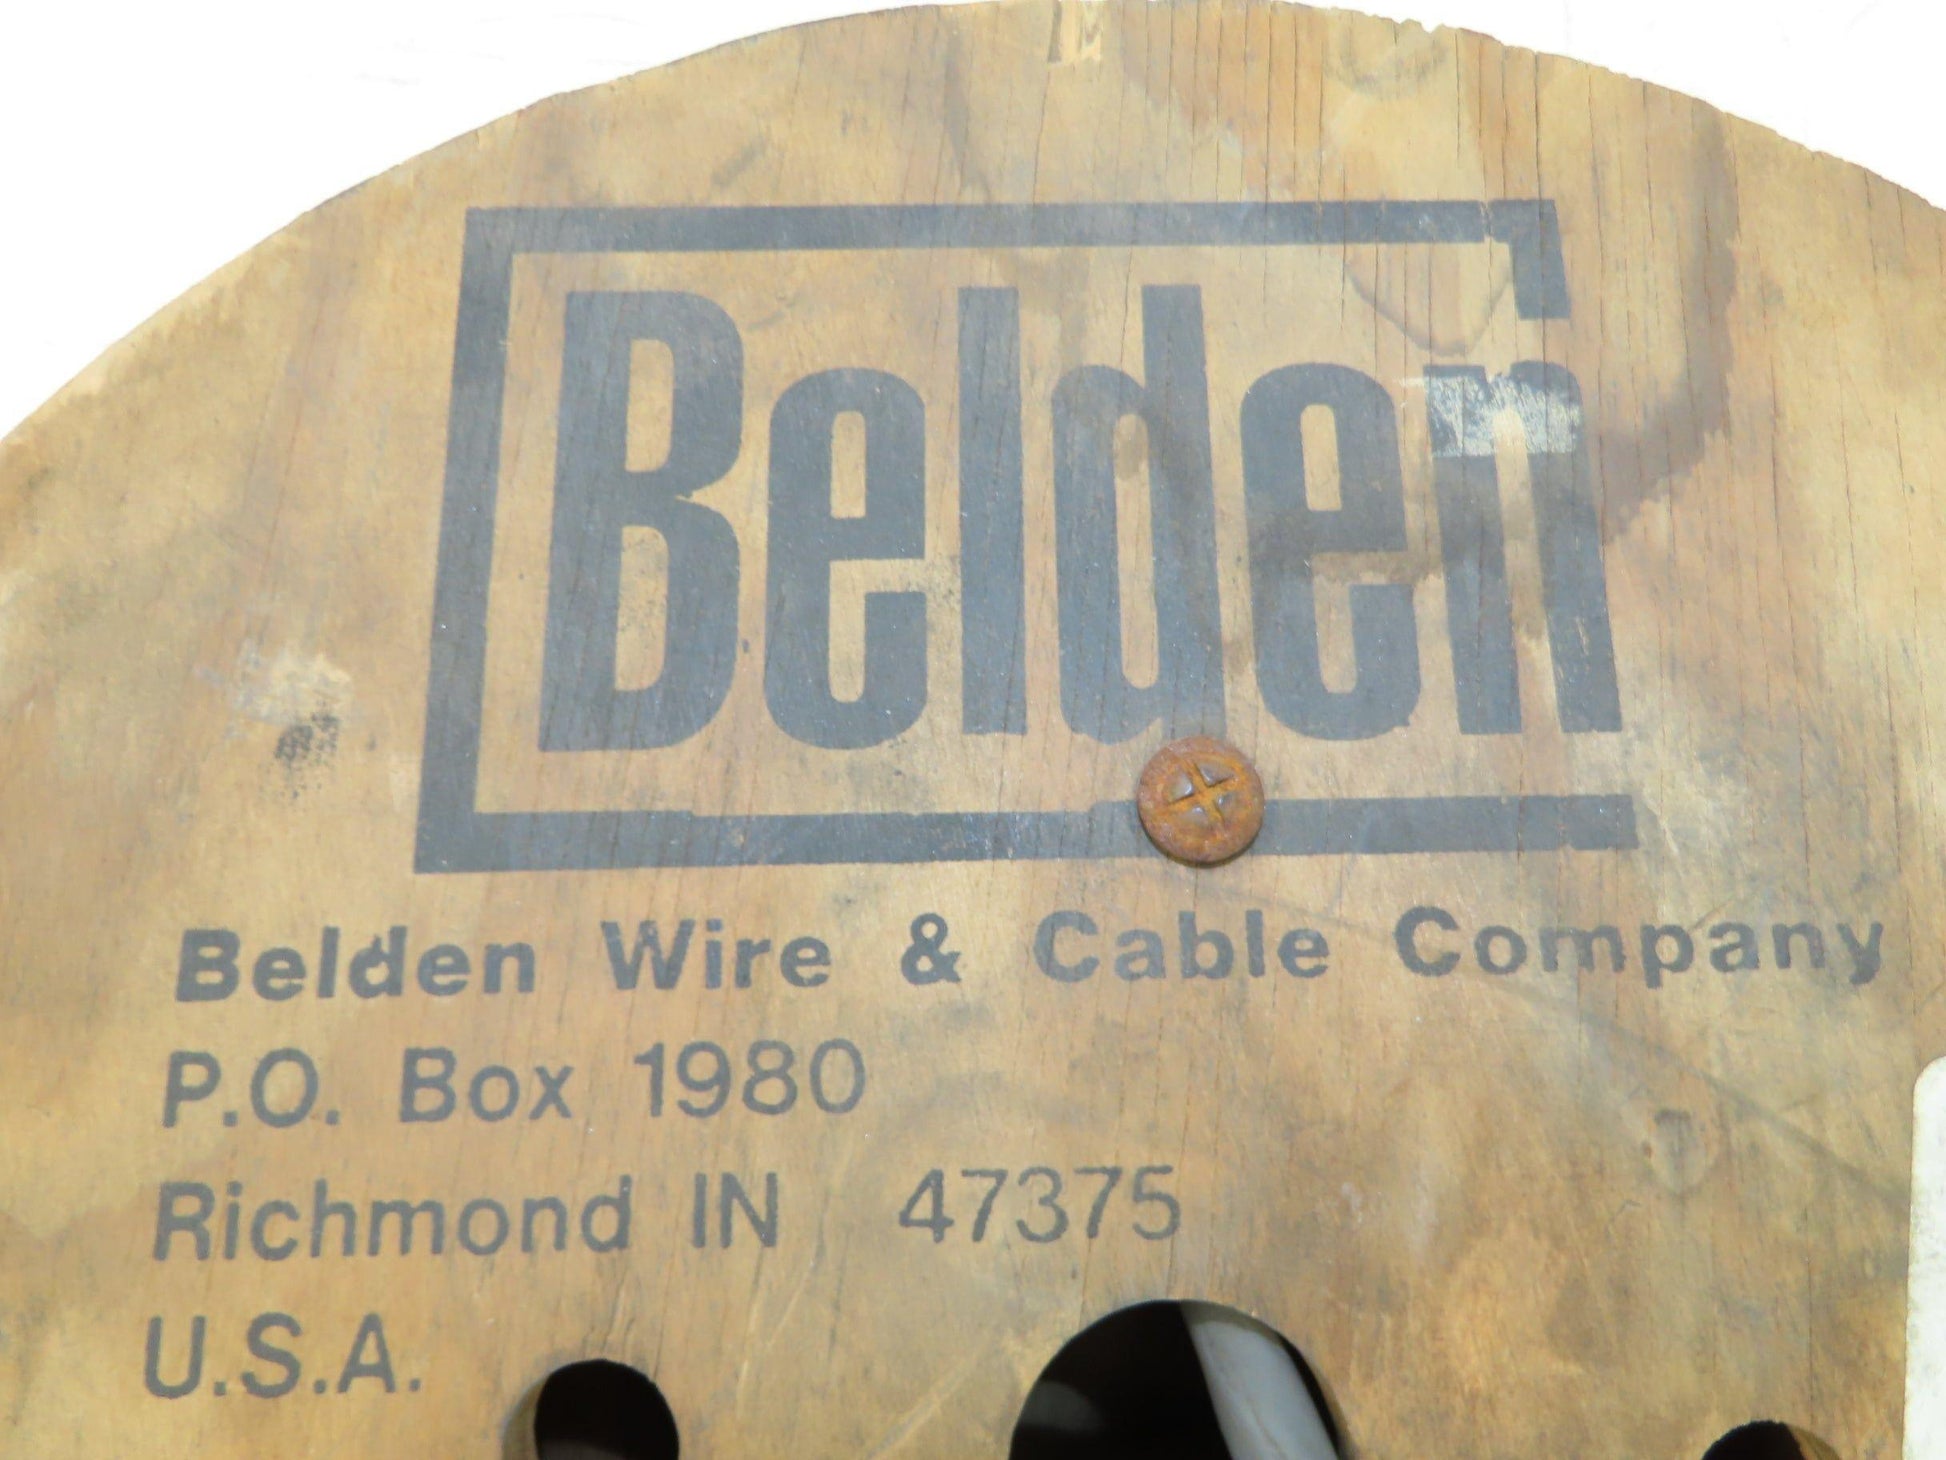 Belden
Belden Wire & Cable Company
P.O. Box 1980
Richmond IN 47375
U.S.A.